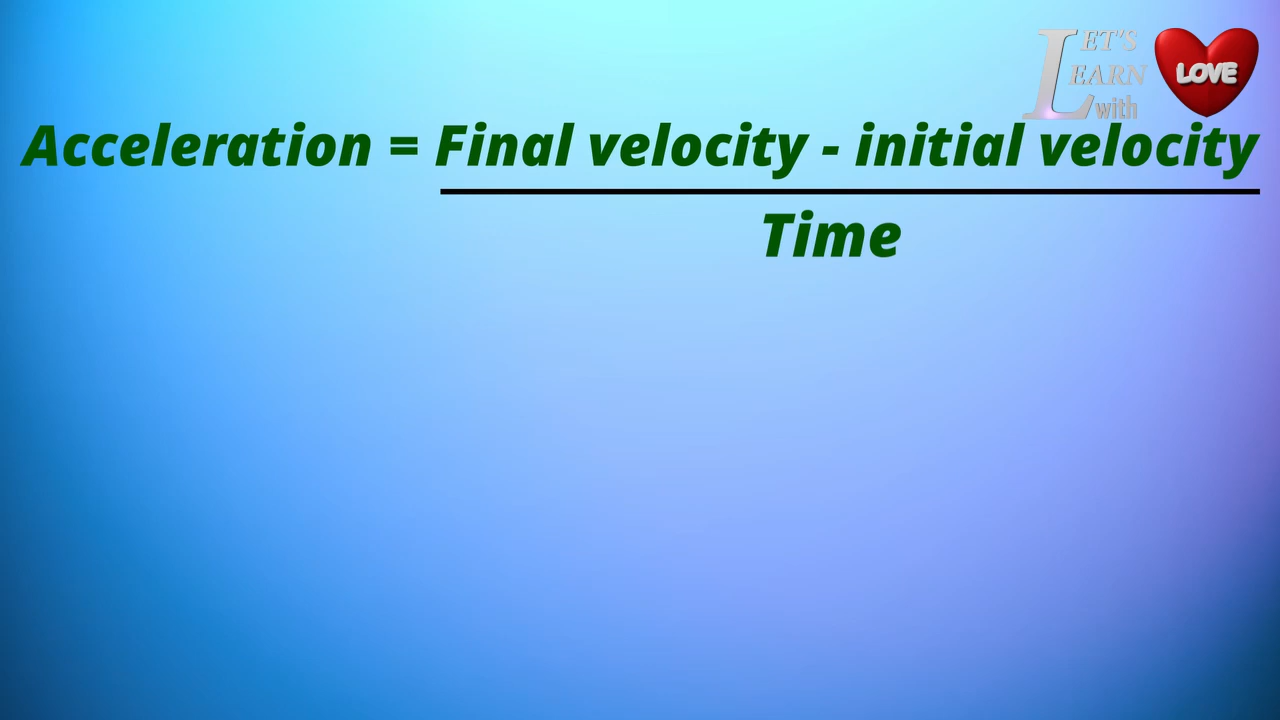 LET'S
LEARN
with
LOVE
Acceleration = Final velocity - initial velocity
Time